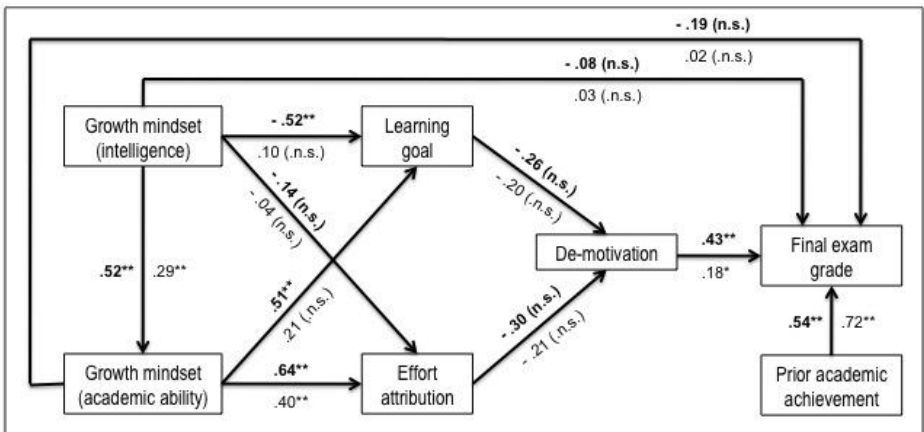 - .19 (n.s.)
.02 (.n.s.)
- .08 (n.s.)
.03 (.n.s.)
Growth mindset
(intelligence)
- .52**
.10 (.n.s.)
Learning
goal
- .14 (n.s.)
- .04 (n.s.)
- .26 (n.s.)
- .20 (.n.s.)
.52** .29**
.51**
.21 (.n.s.)
De-motivation
.43**
.18*
Final exam
grade
- .30 (n.s.)
- .21 (.n.s.)
.54** .72**
Growth mindset
(academic ability)
.64**
.40**
Effort
attribution
Prior academic
achievement